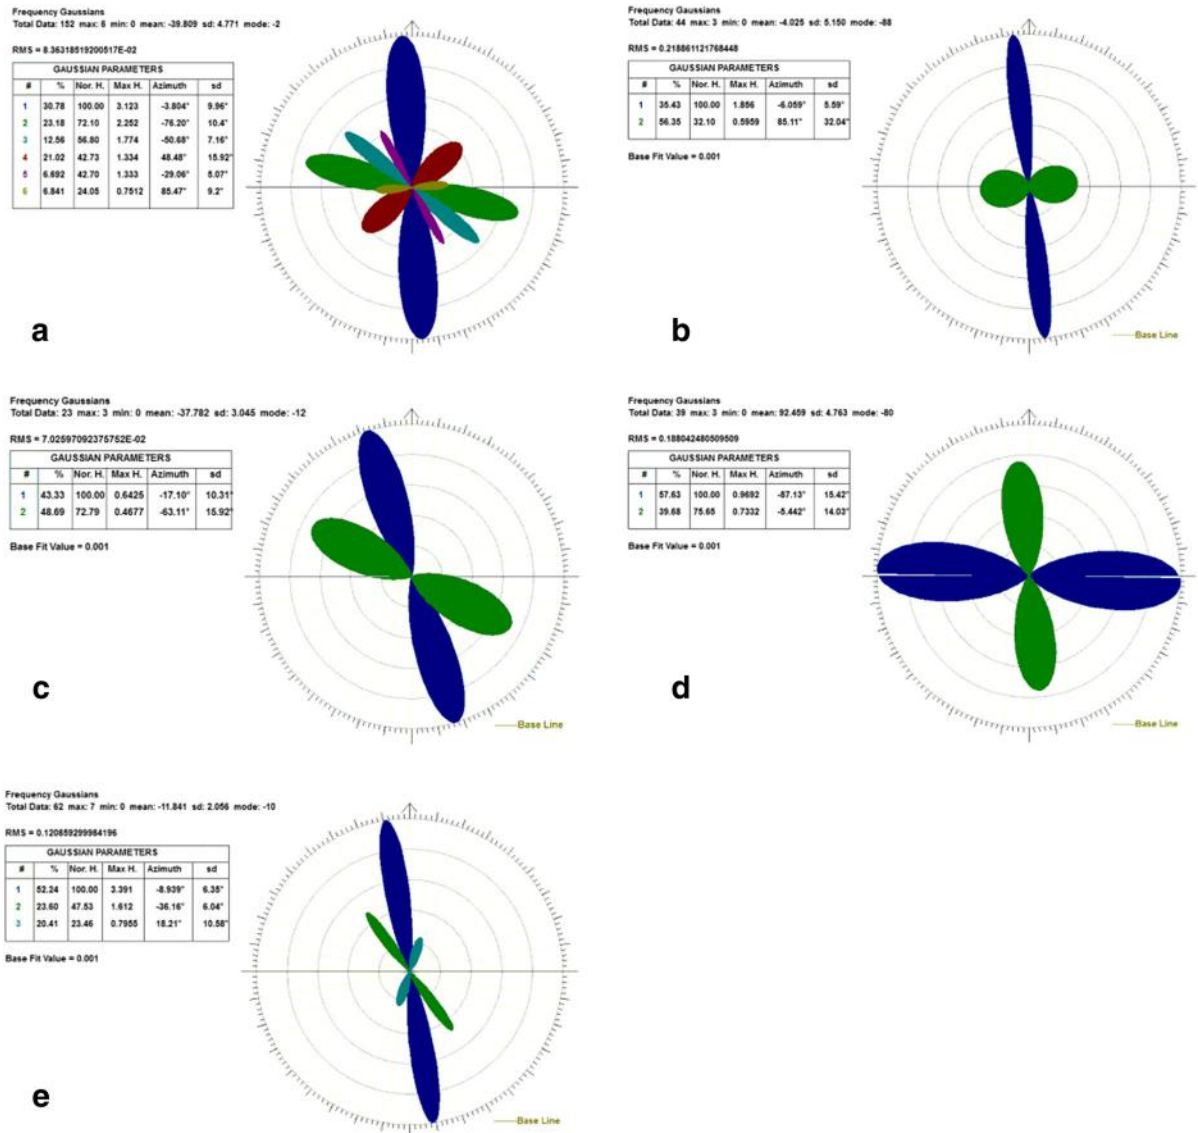 Frequency Gaussians
Total Data: 152 max: 6 min: 0 mean: -39.809 sd: 4.771 mode: -2
RMS = 8.36318519200517E-02
GAUSSIAN PARAMETERS
# % Nor. H. Max H. Azimuth sd
1 30.78 100.00 3.123 -3.804° 9.96°
2 23.18 72.10 2.252 -76.20° 10.4°
3 12.56 56.80 1.774 -50.68° 7.16°
4 21.02 42.73 1.334 48.48° 15.92°
5 6.692 42.70 1.333 -29.06° 5.07°
6 6.841 24.05 0.7512 85.47° 9.2°
a
Frequency Gaussians
Total Data: 44 max: 3 min: 0 mean: -4.025 sd: 5.150 mode: -88
RMS = 0.218861121768448
GAUSSIAN PARAMETERS
# % Nor. H. Max H. Azimuth sd
1 35.43 100.00 1.856 -6.059° 5.59°
2 56.35 32.10 0.5959 85.11° 32.04°
Base Fit Value = 0.001
b
Base Line
Frequency Gaussians
Total Data: 23 max: 3 min: 0 mean: -37.782 sd: 3.045 mode: -12
RMS = 7.02597092375752E-02
GAUSSIAN PARAMETERS
# % Nor. H. Max H. Azimuth sd
1 43.33 100.00 0.6425 -17.10° 10.31°
2 48.69 72.79 0.4677 -63.11° 15.92°
Base Fit Value = 0.001
c
Base Line
Frequency Gaussians
Total Data: 39 max: 3 min: 0 mean: 92.459 sd: 4.763 mode: -80
RMS = 0.188042480509509
GAUSSIAN PARAMETERS
# % Nor. H. Max H. Azimuth sd
1 57.63 100.00 0.9692 -87.13° 15.42°
2 39.68 75.65 0.7332 -5.442° 14.03°
Base Fit Value = 0.001
d
Base Line
Frequency Gaussians
Total Data: 62 max: 7 min: 0 mean: -11.841 sd: 2.056 mode: -10
RMS = 0.120859299984196
GAUSSIAN PARAMETERS
# % Nor. H. Max H. Azimuth sd
1 52.24 100.00 3.391 -8.939° 6.35°
2 23.60 47.53 1.612 -36.16° 6.04°
3 20.41 23.46 0.7955 18.21° 10.58°
Base Fit Value = 0.001
e
Base Line